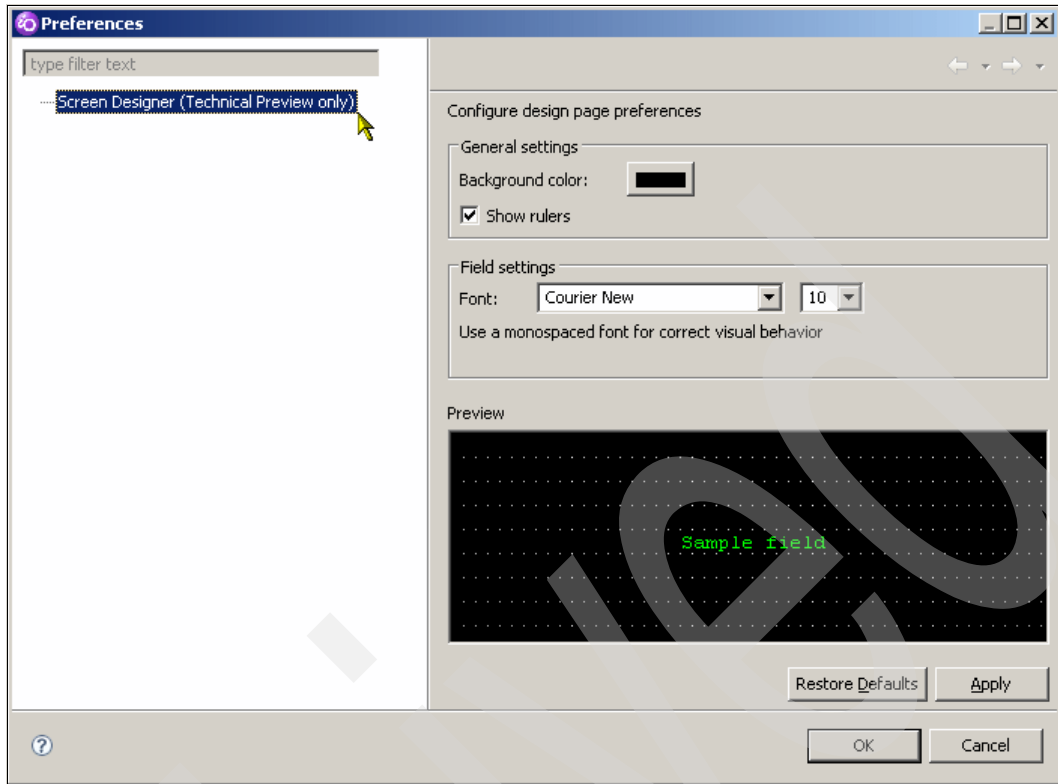 Preferences
type filter text
Screen Designer (Technical Preview only)
Configure design page preferences
General settings
Background color:
Show rulers
Field settings
Font: Courier New 10
Use a monospaced font for correct visual behavior
Preview
Sample field
Restore Defaults Apply
OK Cancel